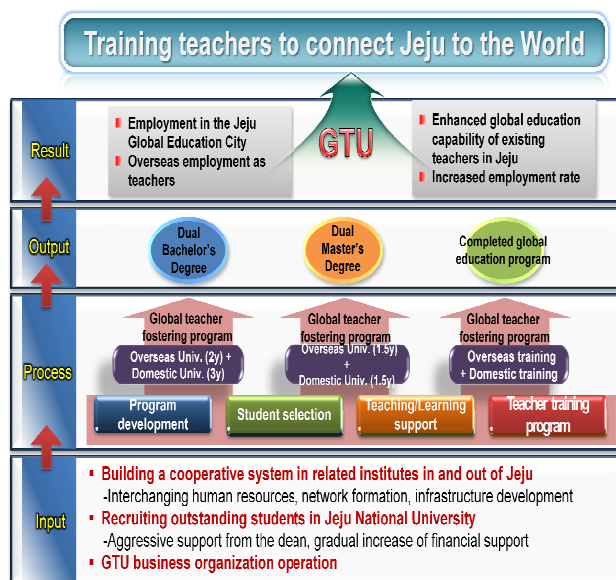 Training teachers to connect Jeju to the World
Result
Employment in the Jeju
Global Education City
Overseas employment as
teachers
GTU
Enhanced global education
capability of existing
teachers in Jeju
Increased employment rate
Output
Dual
Bachelor's
Degree
Dual
Master's
Degree
Completed global
education program
Process
Global teacher
fostering program
Overseas Univ. (2y) +
Domestic Univ. (3y)
Global teacher
fostering program
Overseas Univ. (1.5y)
+
Domestic Univ. (1.5y)
Global teacher
fostering program
Overseas training
+ Domestic training
Program
development
Student selection
Teaching/Learning
support
Teacher training
program
Input
Building a cooperative system in related institutes in and out of Jeju
-Interchanging human resources, network formation, infrastructure development
Recruiting outstanding students in Jeju National University
-Aggressive support from the dean, gradual increase of financial support
GTU business organization operation